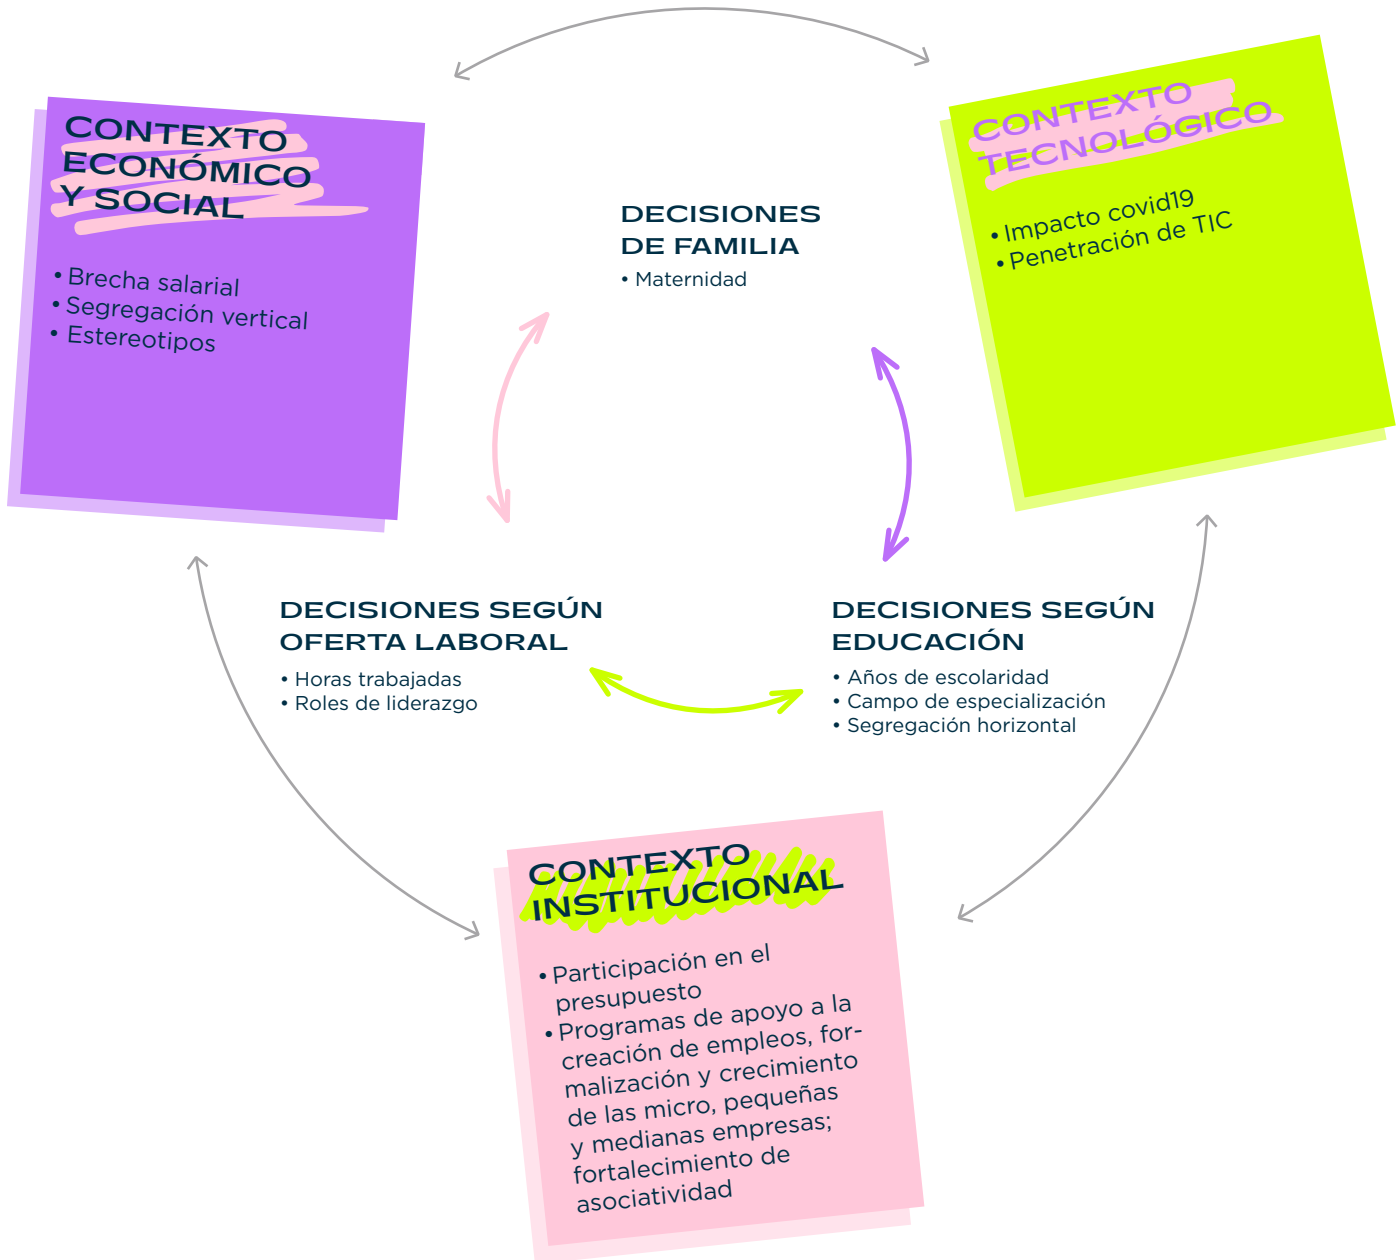 CONTEXTO
ECONÓMICO
Y SOCIAL
• Brecha salarial
• Segregación vertical
• Estereotipos
CONTEXTO
TECNOLÓGICO
• Impacto covid19
• Penetración de TIC
DECISIONES
DE FAMILIA
• Maternidad
DECISIONES SEGÚN
OFERTA LABORAL
• Horas trabajadas
• Roles de liderazgo
DECISIONES SEGÚN
EDUCACIÓN
• Años de escolaridad
• Campo de especialización
• Segregación horizontal
CONTEXTO
INSTITUCIONAL
• Participación en el
presupuesto
• Programas de apoyo a la
creación de empleos, for-
malización y crecimiento
de las micro, pequeñas
y medianas empresas;
fortalecimiento de
asociatividad